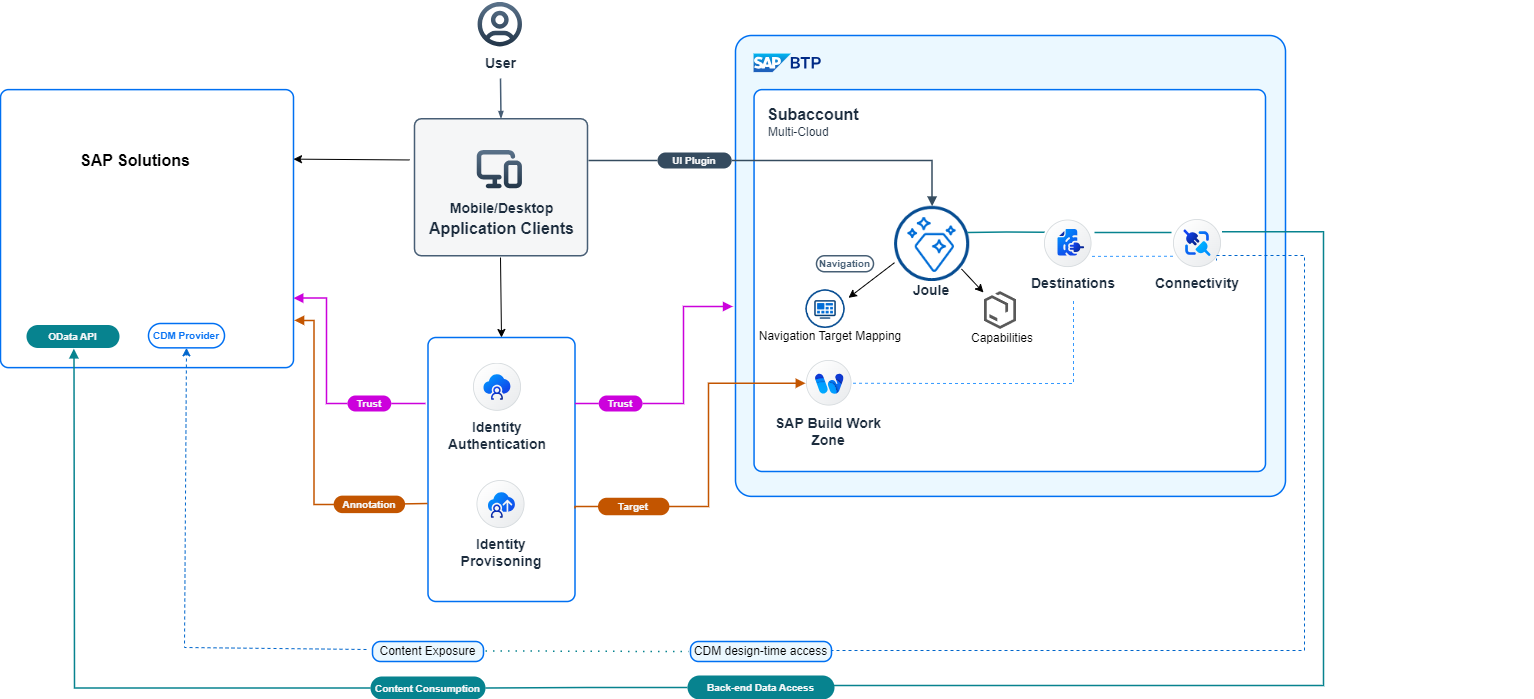 User
SAP BTP
Subaccount
Multi-Cloud
SAP Solutions
UI Plugin
Mobile/Desktop
Application Clients
Navigation
Joule
Destinations
Connectivity
Navigation Target Mapping
Capabilities
OData API
CDM Provider
Trust
Trust
Identity
Authentication
SAP Build Work
Zone
Annotation
Target
Identity
Provisoning
Content Exposure
CDM design-time access
Content Consumption
Back-end Data Access